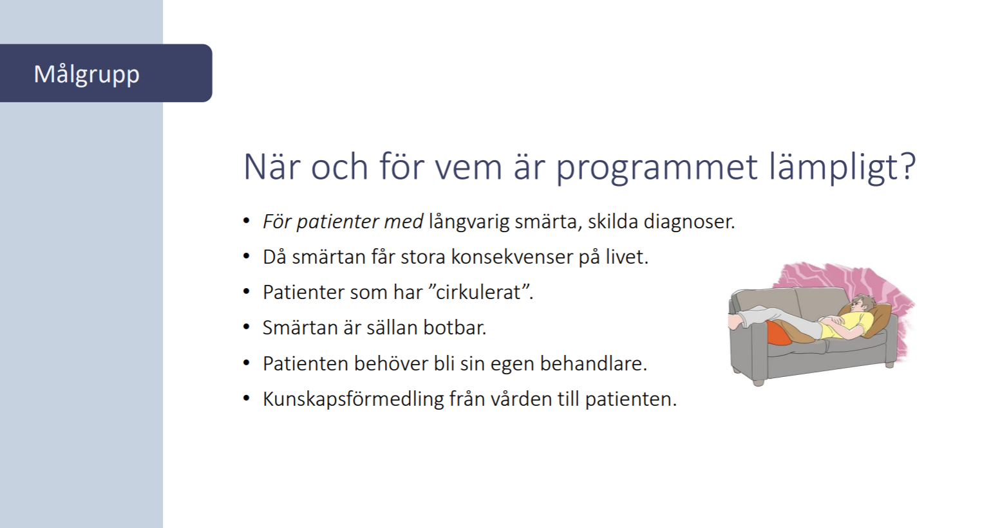 Målgrupp
När och för vem är programmet lämpligt?
• För patienter med långvarig smärta, skilda diagnoser.
• Då smärtan får stora konsekvenser på livet.
• Patienter som har ”cirkulerat”.
• Smärtan är sällan botbar.
• Patienten behöver bli sin egen behandlare.
• Kunskapsförmedling från vården till patienten.